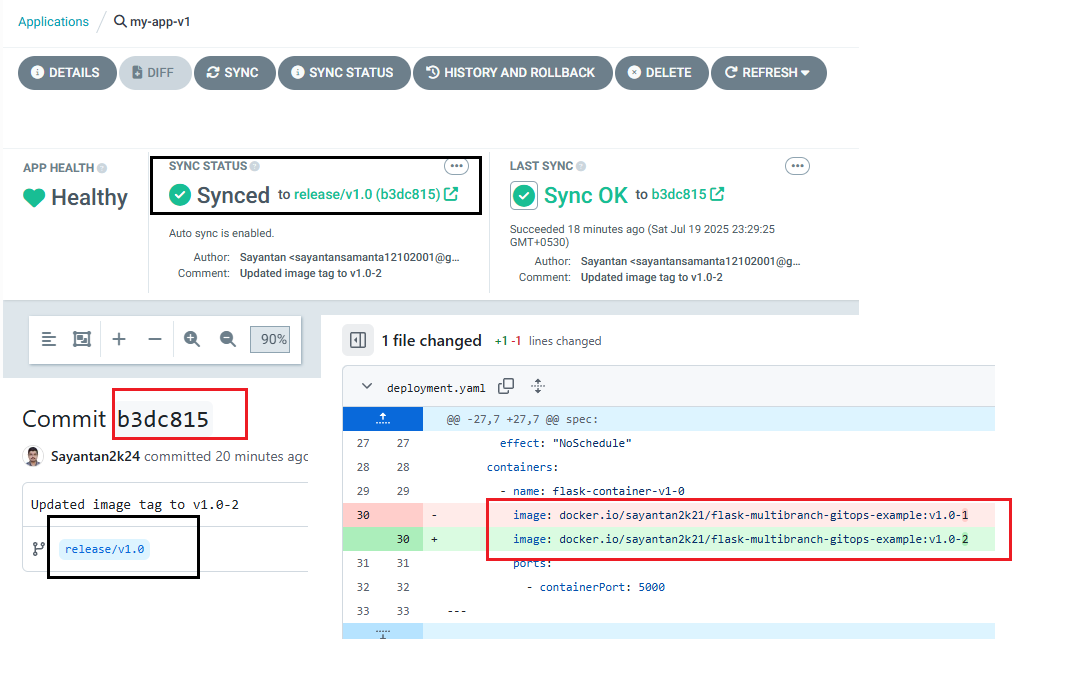 Applications / my-app-v1
DETAILS DIFF SYNC SYNC STATUS HISTORY AND ROLLBACK DELETE REFRESH
APP HEALTH
Healthy
SYNC STATUS
Synced to release/v1.0 (b3dc815)
Auto sync is enabled.
Author: Sayantan <sayantansamanta12102001@g...
Comment: Updated image tag to v1.0-2
LAST SYNC
Sync OK to b3dc815
Succeeded 18 minutes ago (Sat Jul 19 2025 23:29:25
GMT+0530)
Author: Sayantan <sayantansamanta12102001@g...
Comment: Updated image tag to v1.0-2
90%
Commit b3dc815
Sayantan2k24 committed 20 minutes ago
Updated image tag to v1.0-2
release/v1.0
1 file changed +1 -1 lines changed
deployment.yaml
@@ -27,7 +27,7 @@ spec:
27 27 effect: "NoSchedule"
28 28 containers:
29 29 - name: flask-container-v1-0
30 - image: docker.io/sayantan2k21/flask-multibranch-gitops-example:v1.0-1
30 + image: docker.io/sayantan2k21/flask-multibranch-gitops-example:v1.0-2
31 31 ports:
32 32 - containerPort: 5000
33 33 ---